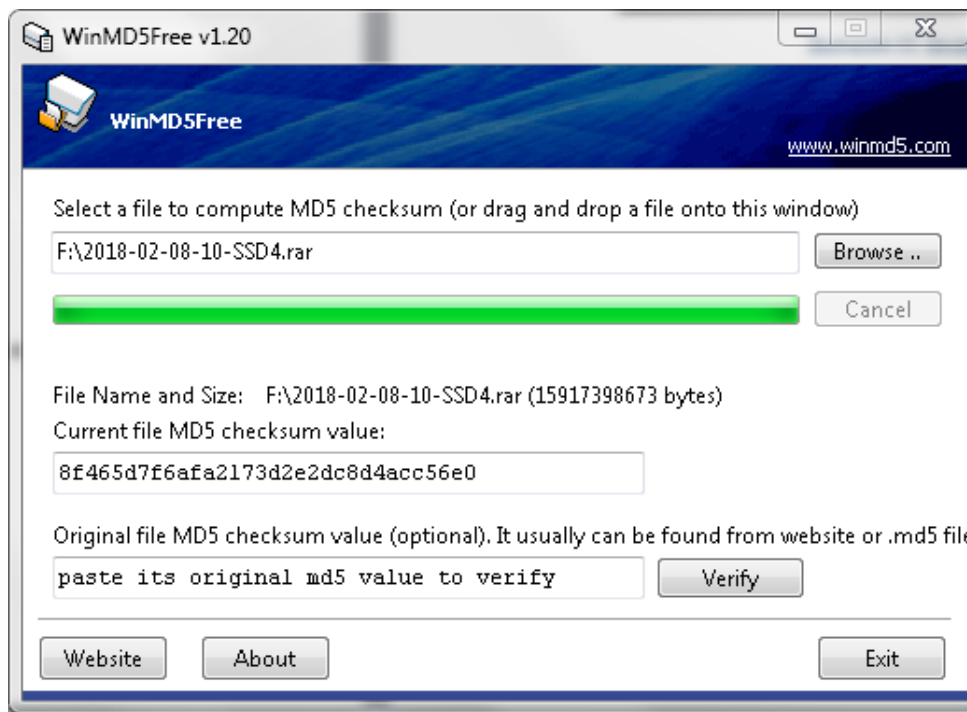 WinMD5Free v1.20
WinMD5Free
www.winmd5.com
Select a file to compute MD5 checksum (or drag and drop a file onto this window)
F:\2018-02-08-10-SSD4.rar
Browse ..
Cancel
File Name and Size: F:\2018-02-08-10-SSD4.rar (15917398673 bytes)
Current file MD5 checksum value:
8f465d7f6afa2173d2e2dc8d4acc56e0
Original file MD5 checksum value (optional). It usually can be found from website or .md5 file
paste its original md5 value to verify
Verify
Website
About
Exit